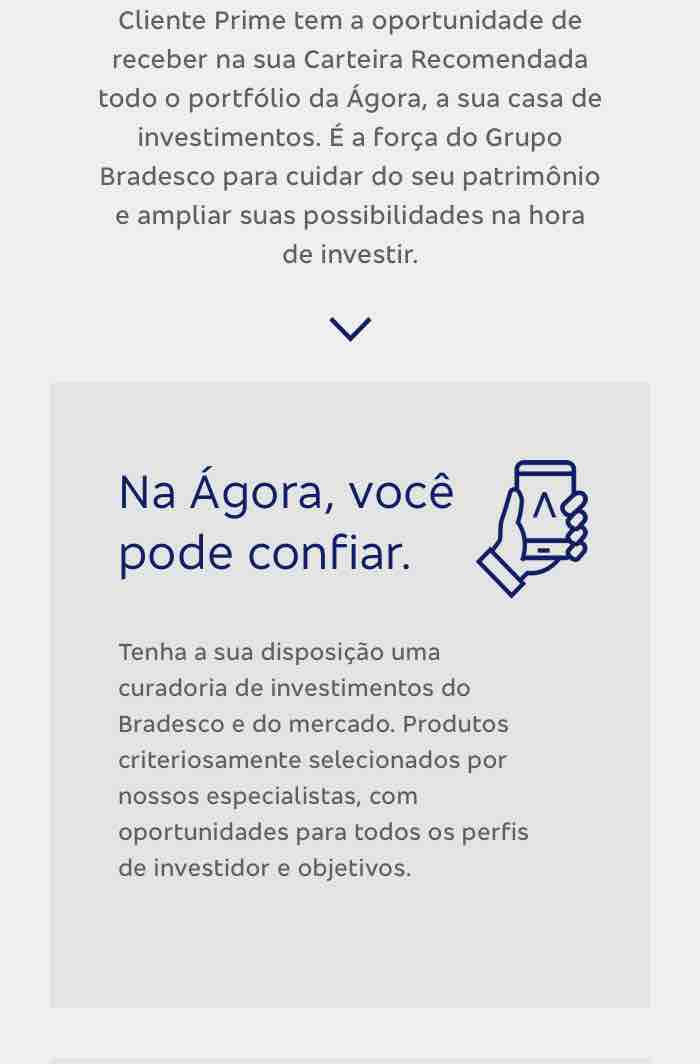 Cliente Prime tem a oportunidade de
receber na sua Carteira Recomendada
todo o portfólio da Ágora, a sua casa de
investimentos. É a força do Grupo
Bradesco para cuidar do seu patrimônio
e ampliar suas possibilidades na hora
de investir.
Na Ágora, você
pode confiar.
Tenha a sua disposição uma
curadoria de investimentos do
Bradesco e do mercado. Produtos
criteriosamente selecionados por
nossos especialistas, com
oportunidades para todos os perfis
de investidor e objetivos.